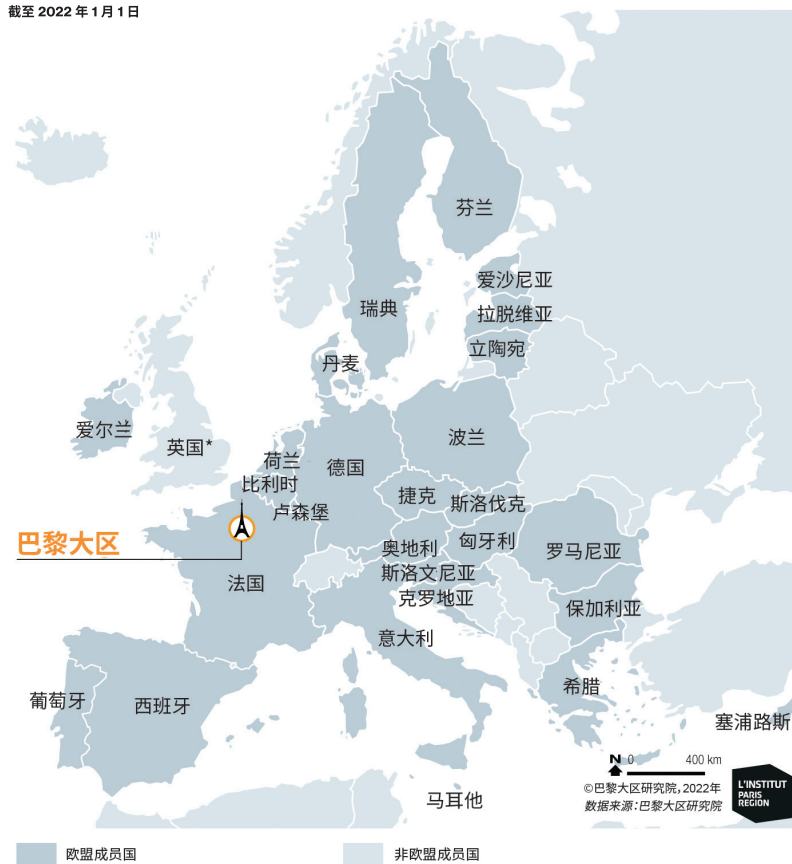 截至 2022 年 1 月 1 日
芬兰
爱沙尼亚
瑞典
拉脱维亚
立陶宛
丹麦
爱尔兰
英国*
波兰
荷兰
德国
比利时
捷克
斯洛伐克
卢森堡
巴黎大区
奥地利
匈牙利
罗马尼亚
斯洛文尼亚
法国
克罗地亚
保加利亚
意大利
希腊
葡萄牙
西班牙
塞浦路斯
N 0 400 km
马耳他
©巴黎大区研究院,2022年
数据来源:巴黎大区研究院
L'INSTITUT
PARIS
REGION
欧盟成员国
非欧盟成员国